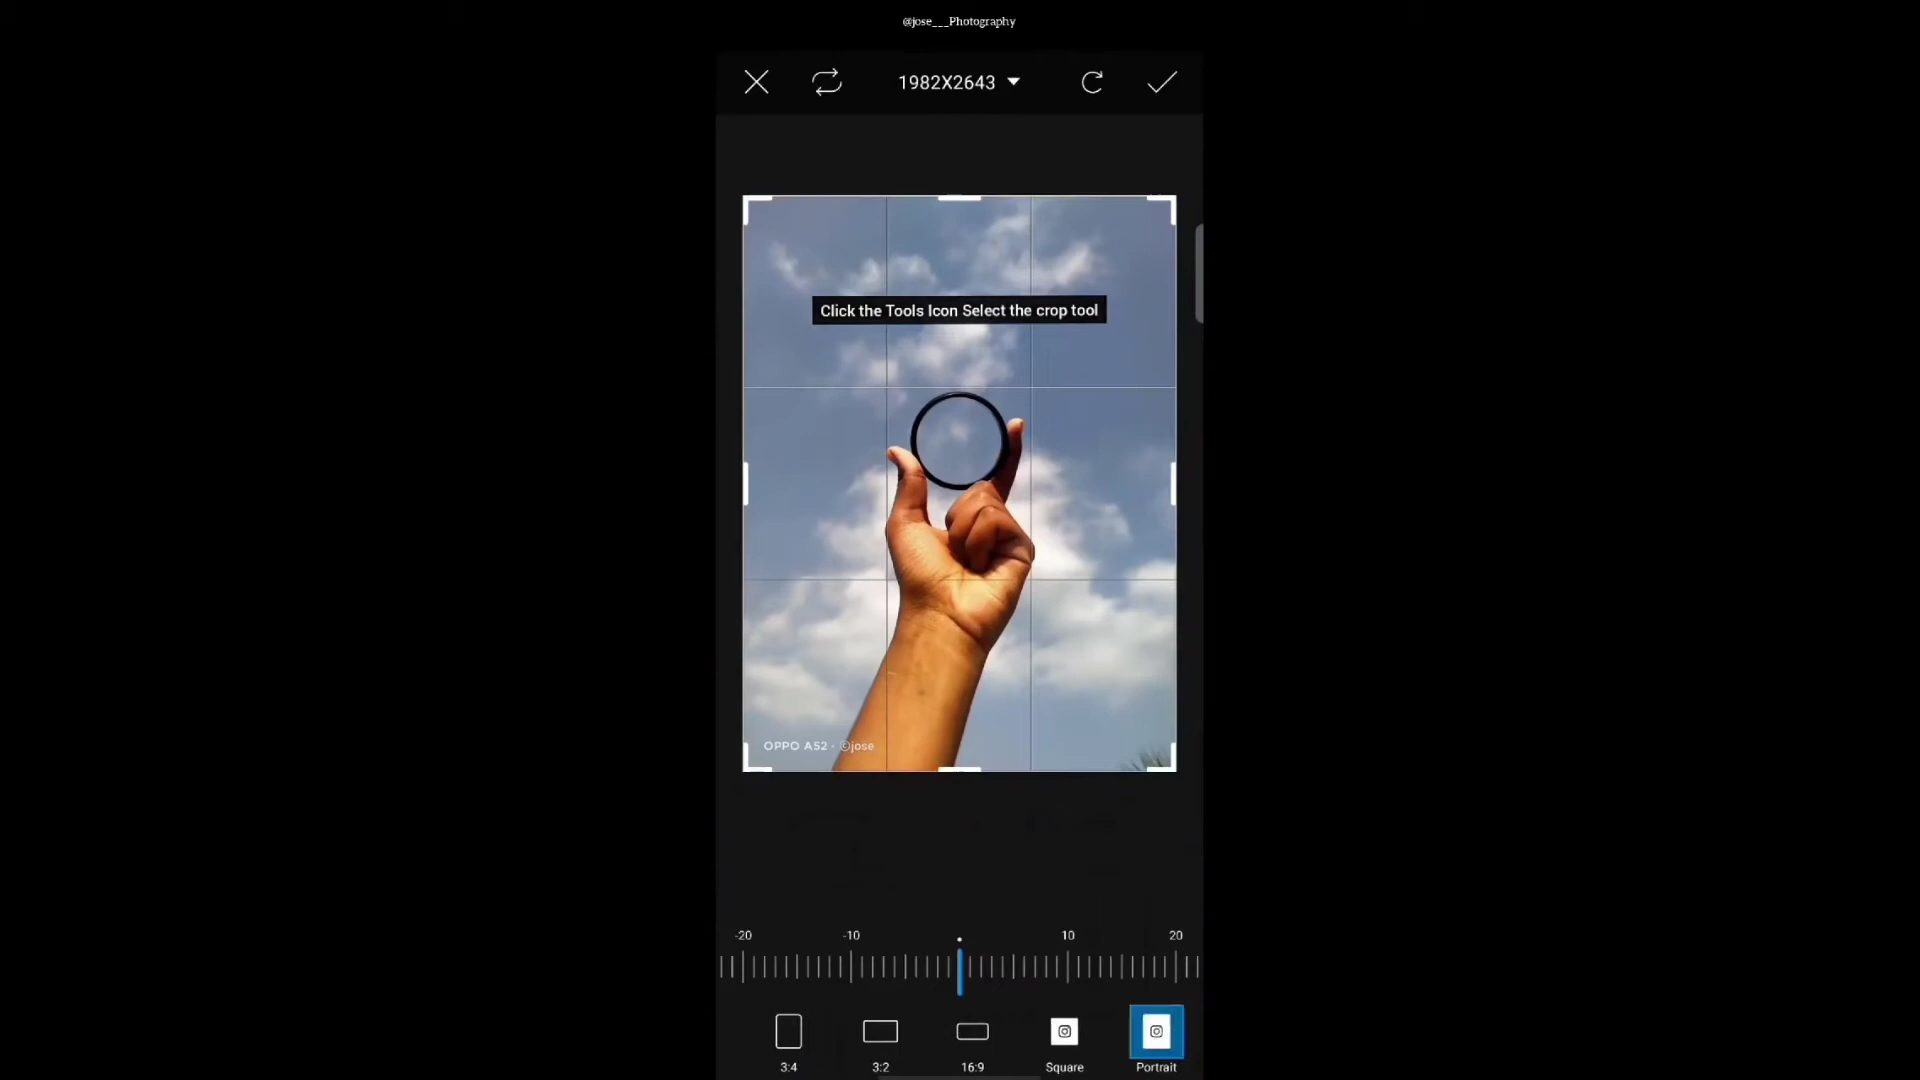 @jose___Photography
1982X2643
Click the Tools Icon Select the crop tool
OPPO A52 · ©jose
-20 -10 10 20
3:4 3:2 16:9 Square Portrait